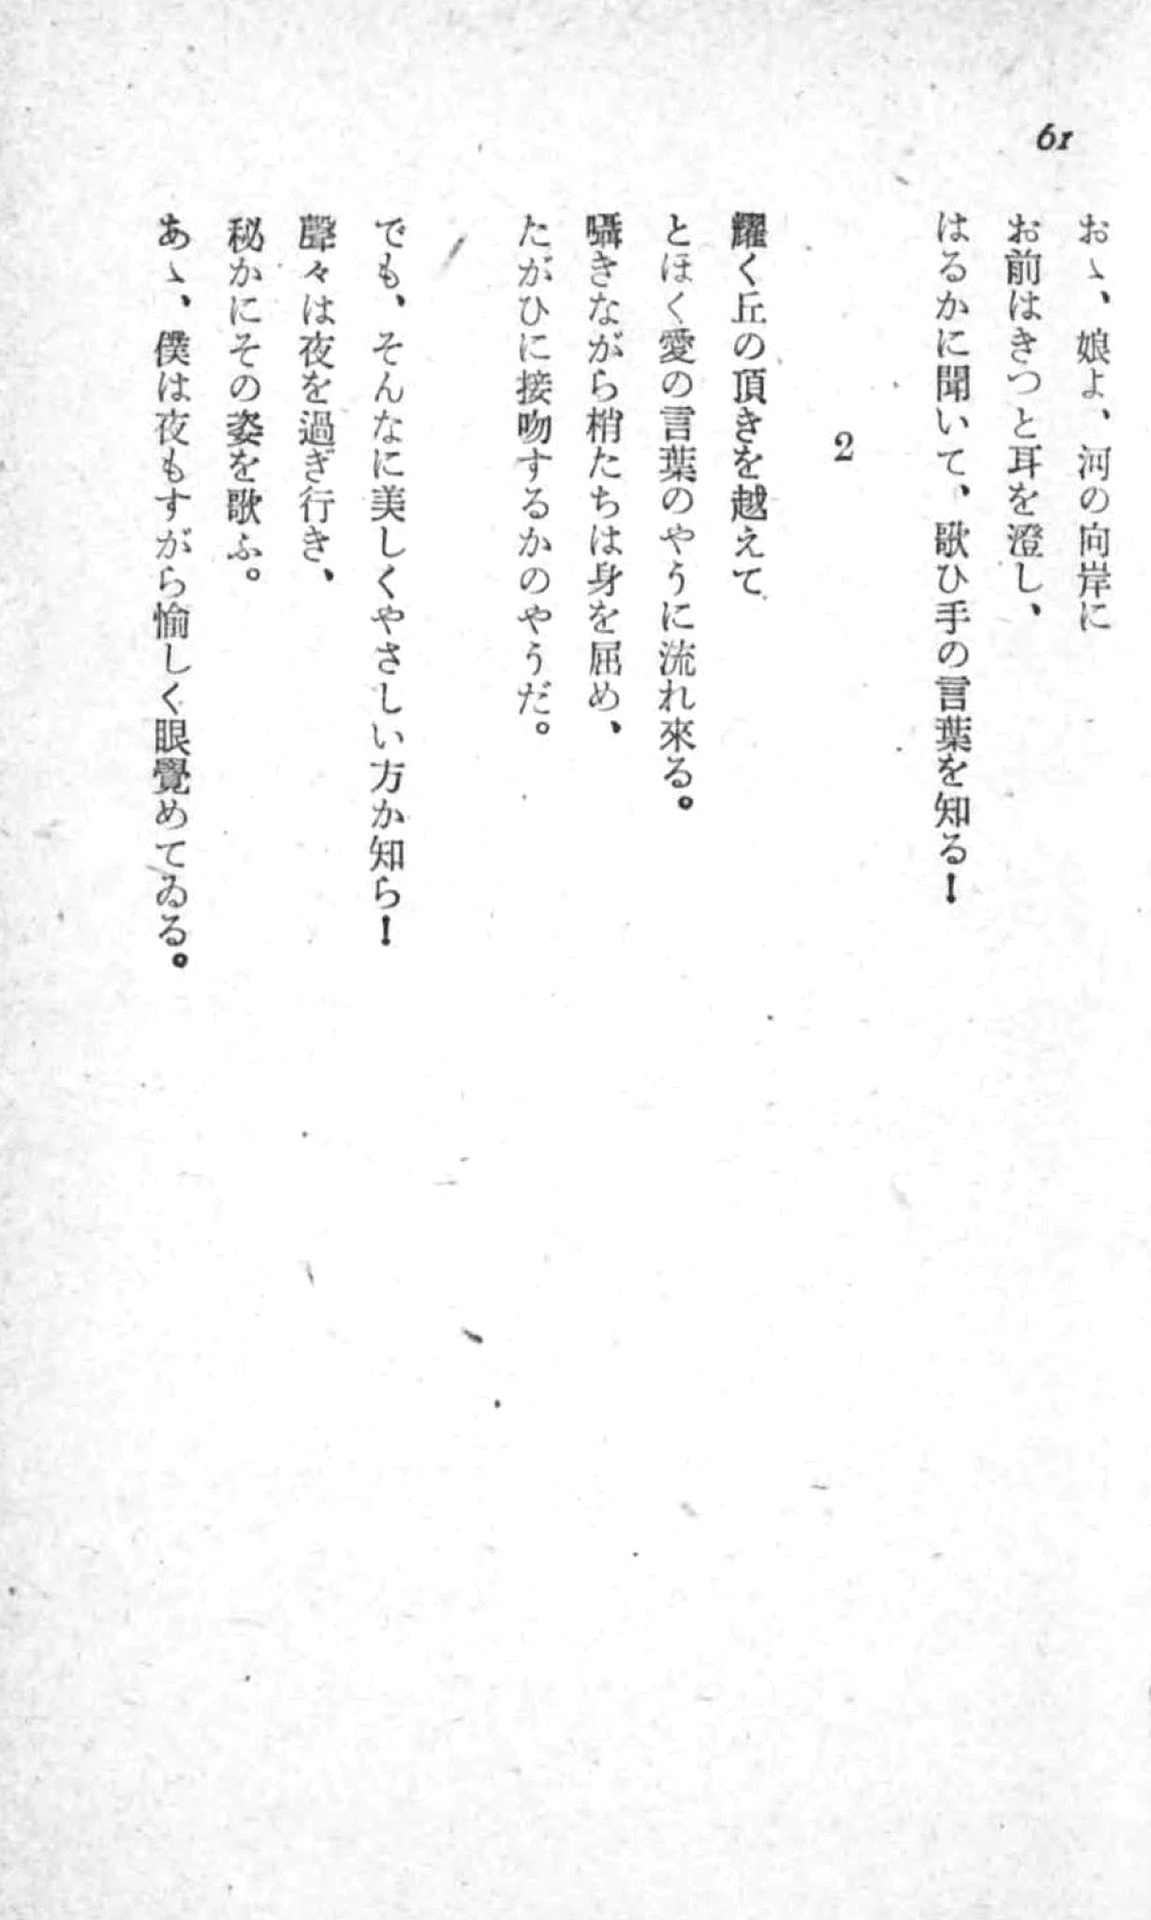 61
おゝ、娘よ、河の向岸に
お前はきつと耳を澄し、
はるかに聞いて、歌ひ手の言葉を知る！
2
耀く丘の頂きを越えて
とほく愛の言葉のやうに流れ來る。
囁きながら梢たちは身を屈め、
たがひに接吻するかのやうだ。
でも、そんなに美しくやさしい方か知ら！
聲々は夜を過ぎ行き、
秘かにその姿を歌ふ。
あゝ、僕は夜もすがら愉しく眼覺めてゐる。